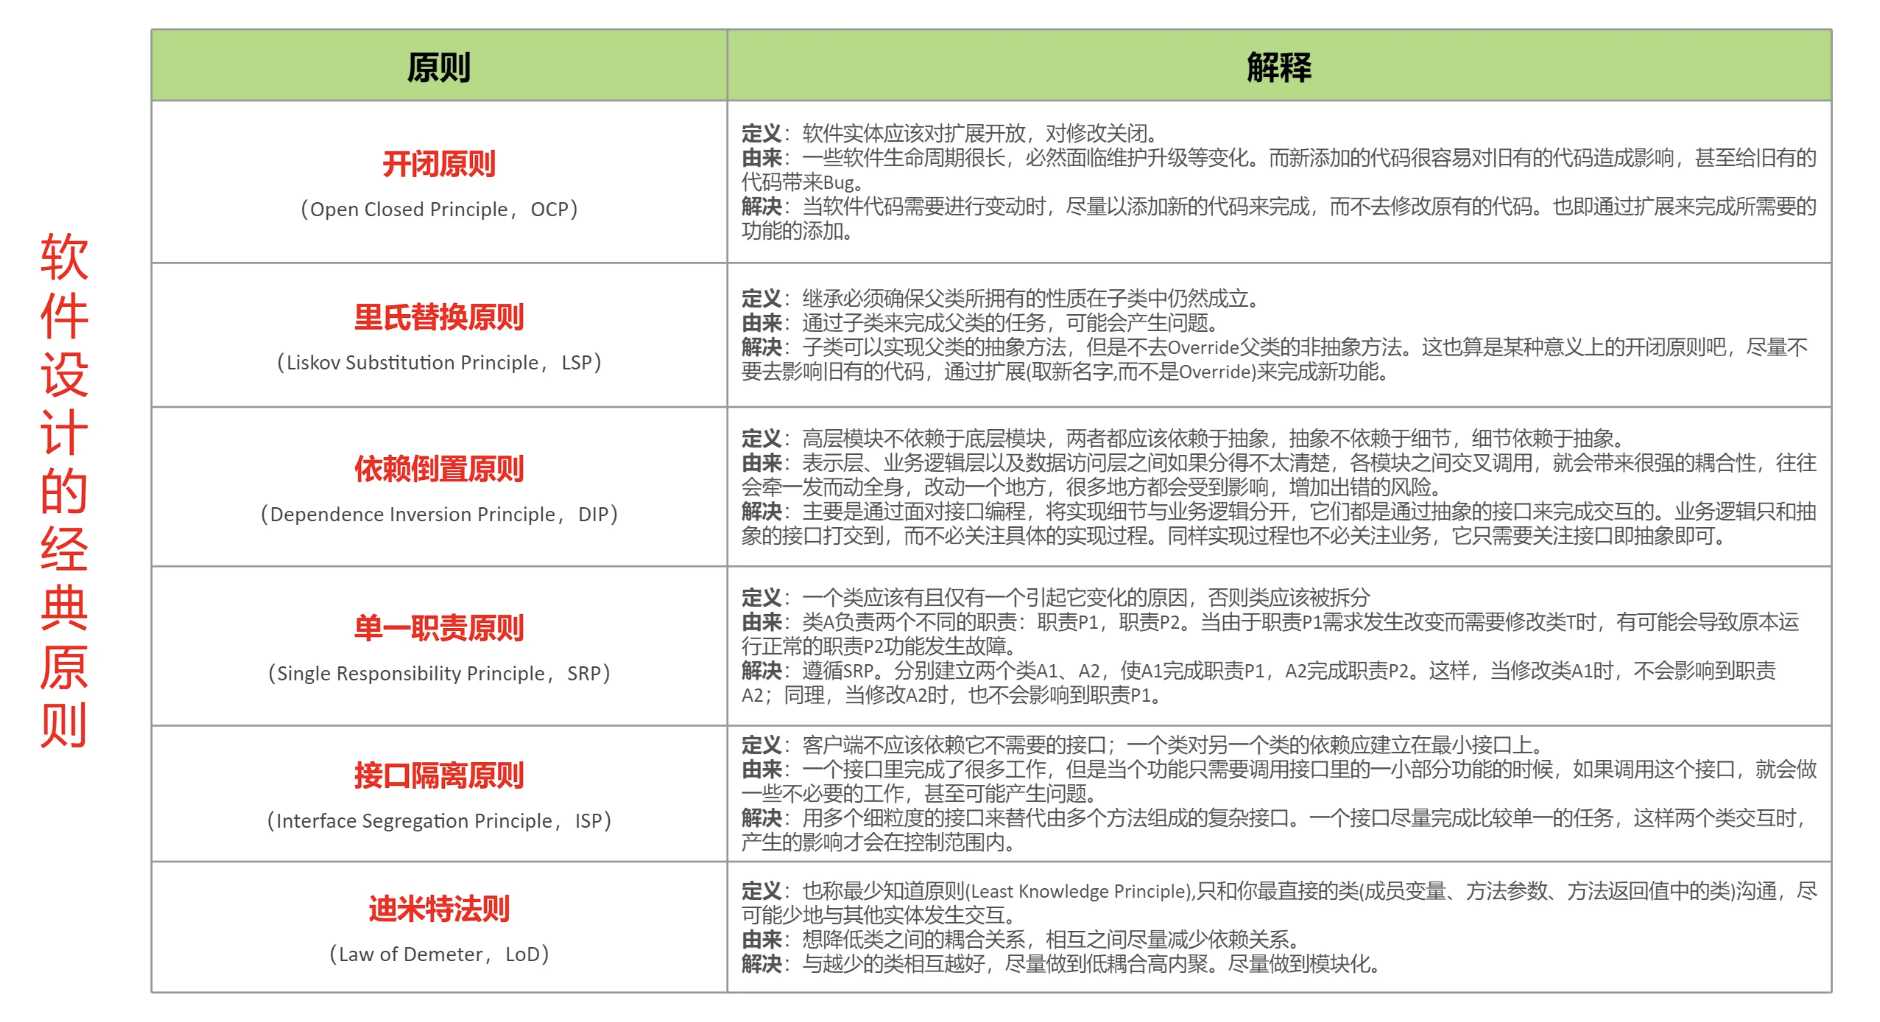 软件设计的经典原则
原则
解释
开闭原则
（Open Closed Principle，OCP）
定义：软件实体应该对扩展开放，对修改关闭。
由来：一些软件生命周期很长，必然面临维护升级等变化。而新添加的代码很容易对旧有的代码造成影响，甚至给旧有的
代码带来Bug。
解决：当软件代码需要进行变动时，尽量以添加新的代码来完成，而不去修改原有的代码。也即通过扩展来完成所需要的
功能的添加。
里氏替换原则
（Liskov Substitution Principle，LSP）
定义：继承必须确保父类所拥有的性质在子类中仍然成立。
由来：通过子类来完成父类的任务，可能会产生问题。
解决：子类可以实现父类的抽象方法，但是不去Override父类的非抽象方法。这也算是某种意义上的开闭原则吧，尽量不
要去影响旧有的代码，通过扩展(取新名字,而不是Override)来完成新功能。
依赖倒置原则
（Dependence Inversion Principle，DIP）
定义：高层模块不依赖于底层模块，两者都应该依赖于抽象，抽象不依赖于细节，细节依赖于抽象。
由来：表示层、业务逻辑层以及数据访问层之间如果分得不太清楚，各模块之间交叉调用，就会带来很强的耦合性，往往
会牵一发而动全身，改动一个地方，很多地方都会受到影响，增加出错的风险。
解决：主要是通过面对接口编程，将实现细节与业务逻辑分开，它们都是通过抽象的接口来完成交互的。业务逻辑只和抽
象的接口打交到，而不必关注具体的实现过程。同样实现过程也不必关注业务，它只需要关注接口即抽象即可。
单一职责原则
（Single Responsibility Principle，SRP）
定义：一个类应该有且仅有一个引起它变化的原因，否则类应该被拆分
由来：类A负责两个不同的职责：职责P1，职责P2。当由于职责P1需求发生改变而需要修改类T时，有可能会导致原本运
行正常的职责P2功能发生故障。
解决：遵循SRP。分别建立两个类A1、A2，使A1完成职责P1，A2完成职责P2。这样，当修改类A1时，不会影响到职责
A2；同理，当修改A2时，也不会影响到职责P1。
接口隔离原则
（Interface Segregation Principle，ISP）
定义：客户端不应该依赖它不需要的接口；一个类对另一个类的依赖应建立在最小接口上。
由来：一个接口里完成了很多工作，但是当个功能只需要调用接口里的一小部分功能的时候，如果调用这个接口，就会做
一些不必要的工作，甚至可能产生问题。
解决：用多个细粒度的接口来替代由多个方法组成的复杂接口。一个接口尽量完成比较单一的任务，这样两个类交互时，
产生的影响才会在控制范围内。
迪米特法则
（Law of Demeter，LoD）
定义：也称最少知道原则(Least Knowledge Principle),只和你最直接的类(成员变量、方法参数、方法返回值中的类)沟通，尽
可能少地与其他实体发生交互。
由来：想降低类之间的耦合关系，相互之间尽量减少依赖关系。
解决：与越少的类相互越好，尽量做到低耦合高内聚。尽量做到模块化。